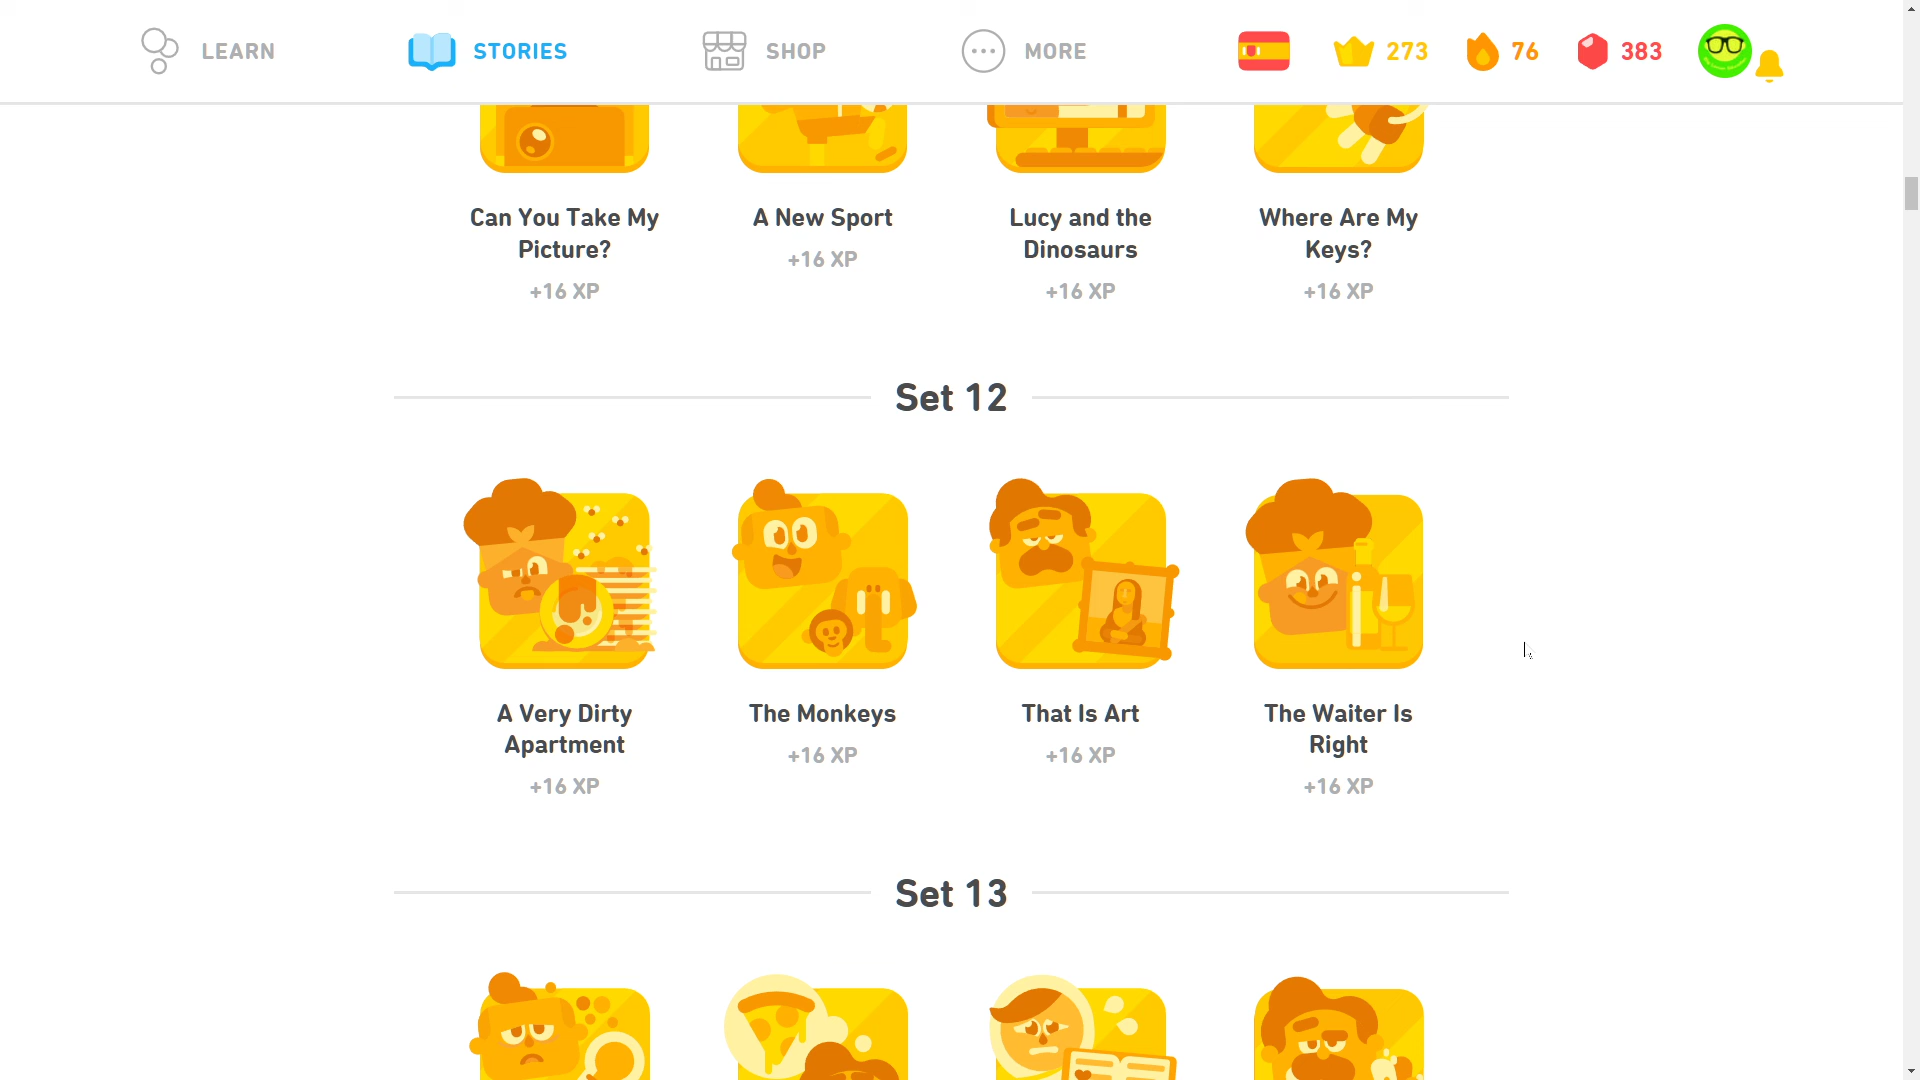 LEARN
STORIES
SHOP
MORE
273
76
383
Can You Take My
Picture?
+16 XP
A New Sport
+16 XP
Lucy and the
Dinosaurs
+16 XP
Where Are My
Keys?
+16 XP
Set 12
A Very Dirty
Apartment
+16 XP
The Monkeys
+16 XP
That Is Art
+16 XP
The Waiter Is
Right
+16 XP
Set 13